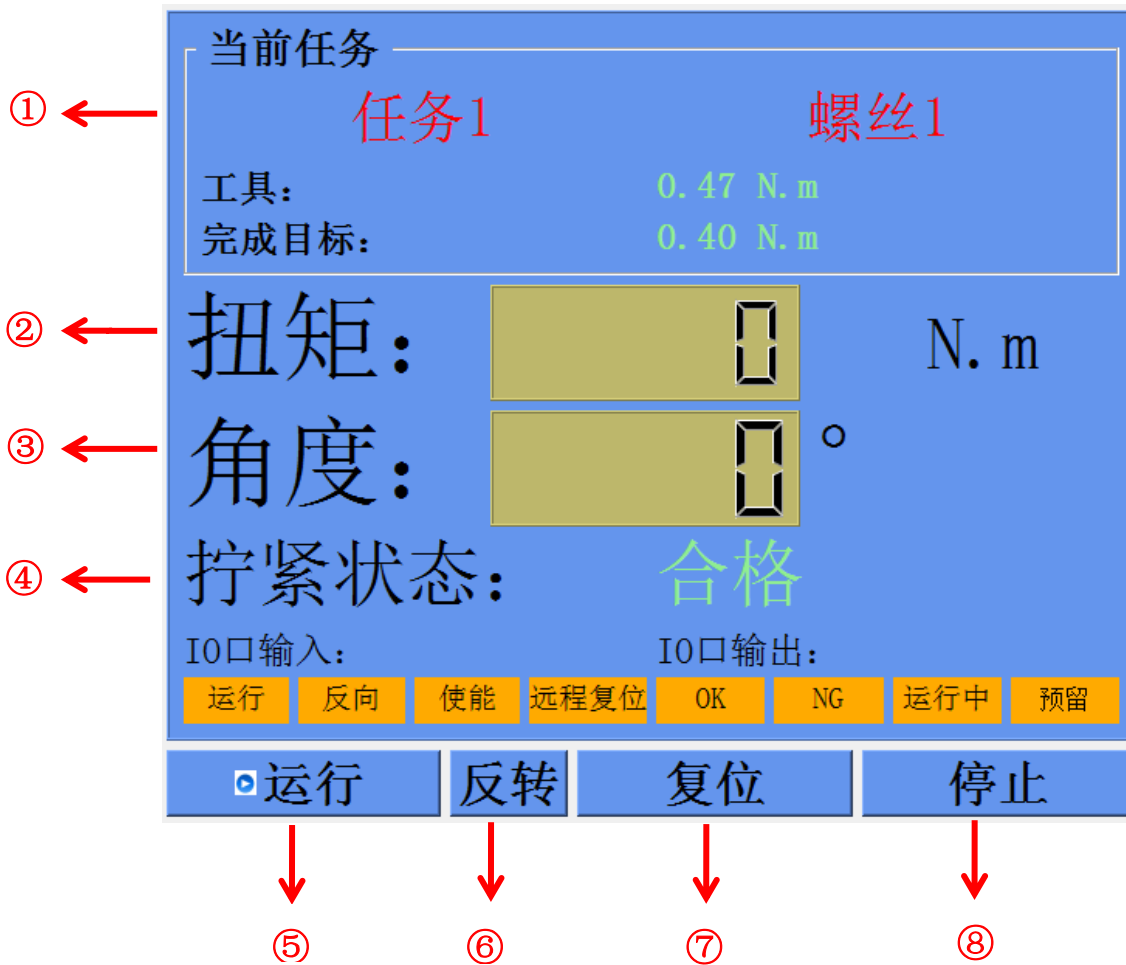 当前任务
① 任务1 螺丝1
工具： 0.47 N.m
完成目标： 0.40 N.m
② 扭矩： 0 N.m
③ 角度： 0 °
④ 拧紧状态： 合格
IO口输入： IO口输出：
运行 反向 使能 远程复位 OK NG 运行中 预留
运行 反转 复位 停止
⑤ ⑥ ⑦ ⑧